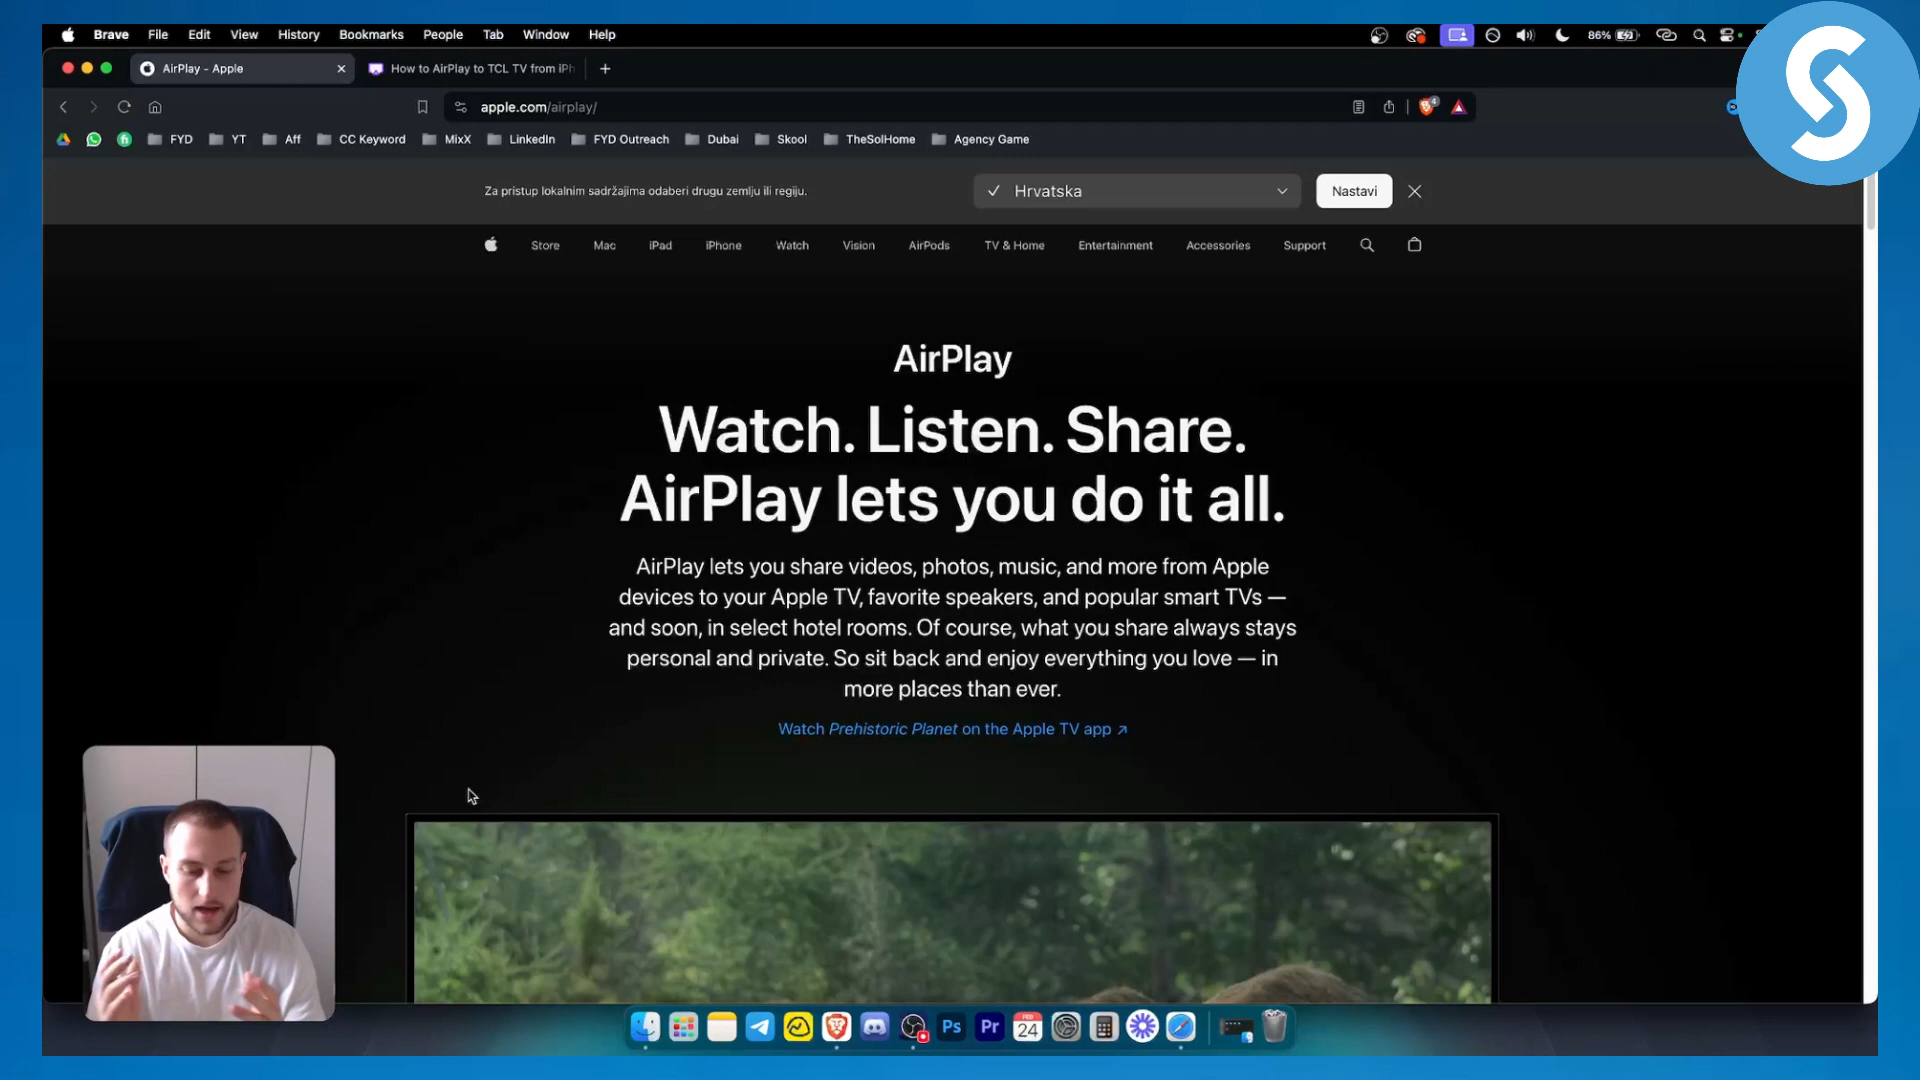 Brave File Edit View History Bookmarks People Tab Window Help 86%
AirPlay - Apple How to AirPlay to TCL TV from iPh
apple.com/airplay/ 4
FYD YT Aff CC Keyword MixX LinkedIn FYD Outreach Dubai Skool TheSolHome Agency Game
Za pristup lokalnim sadržajima odaberi drugu zemlju ili regiju. Hrvatska Nastavi
Store Mac iPad iPhone Watch Vision AirPods TV & Home Entertainment Accessories Support
AirPlay
Watch. Listen. Share.
AirPlay lets you do it all.
AirPlay lets you share videos, photos, music, and more from Apple
devices to your Apple TV, favorite speakers, and popular smart TVs —
and soon, in select hotel rooms. Of course, what you share always stays
personal and private. So sit back and enjoy everything you love — in
more places than ever.
Watch Prehistoric Planet on the Apple TV app ↗
Ps Pr FEB 24